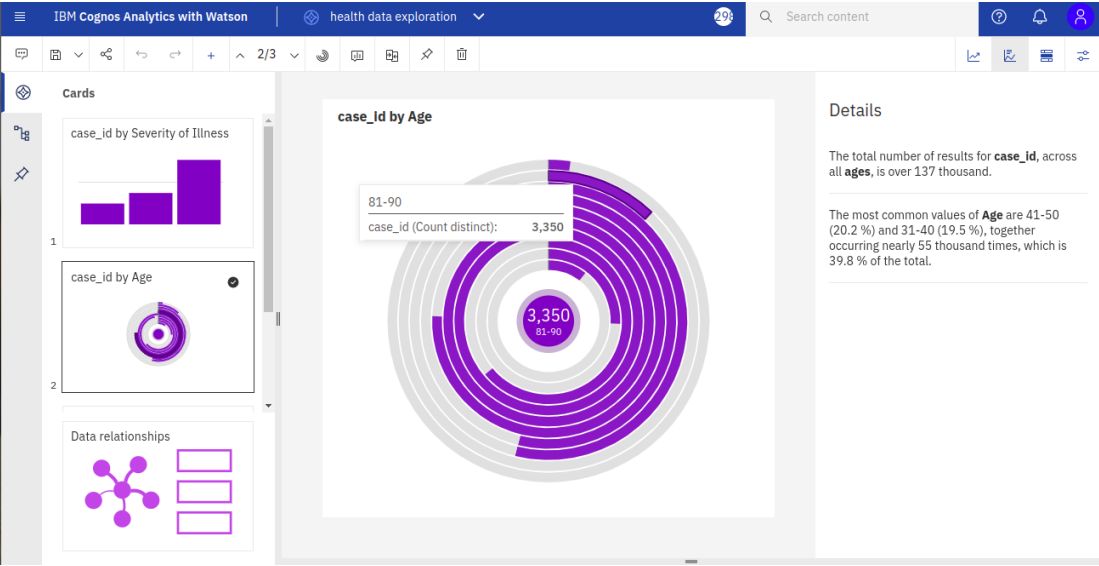 IBM Cognos Analytics with Watson
health data exploration
298
Search content
2/3
Cards
case_id by Severity of Illness
1
case_id by Age
2
Data relationships
case_id by Age
81-90
case_id (Count distinct): 3,350
3,350
81-90
Details
The total number of results for case_id, across
all ages, is over 137 thousand.
The most common values of Age are 41-50
(20.2 %) and 31-40 (19.5 %), together
occurring nearly 55 thousand times, which is
39.8 % of the total.